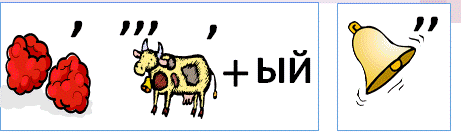 , ,,, , +ый ,,